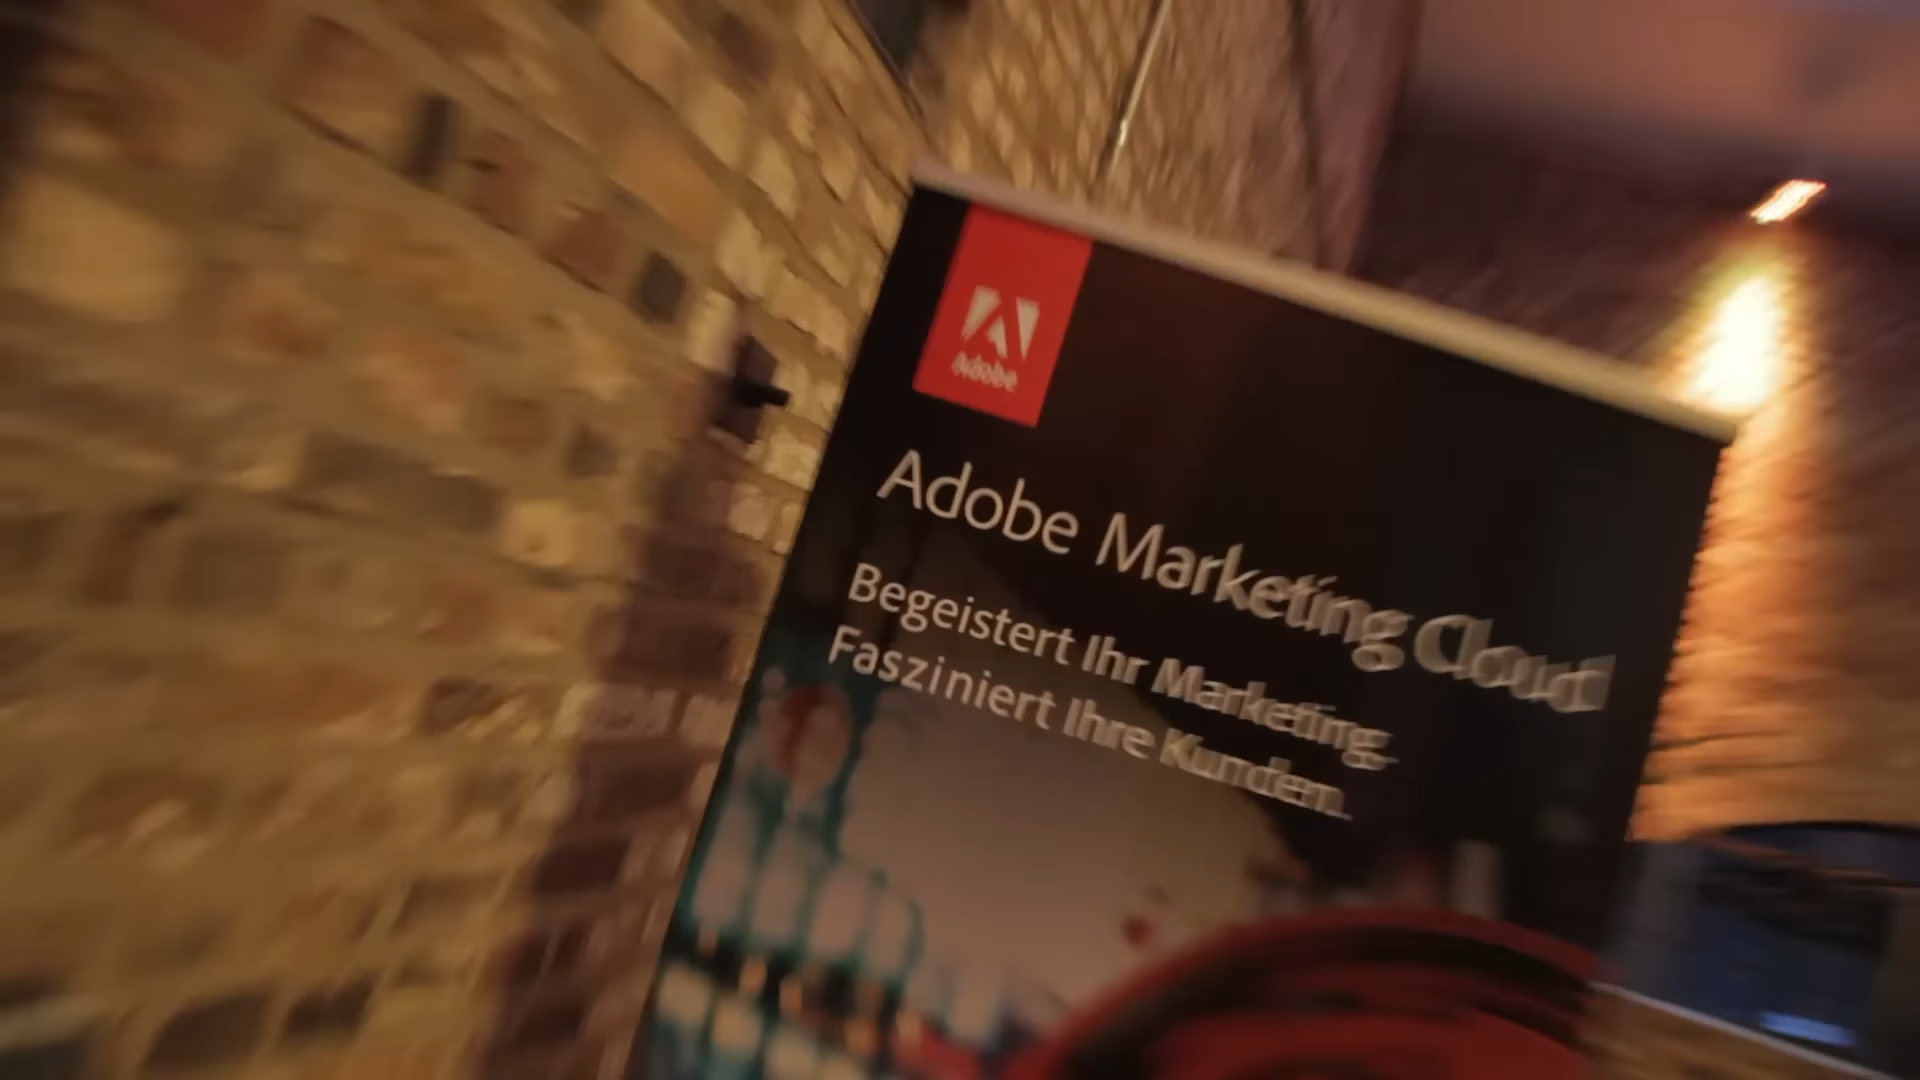 Adobe
Adobe Marketing Cloud
Begeistert Ihr Marketing.
Fasziniert Ihre Kunden.